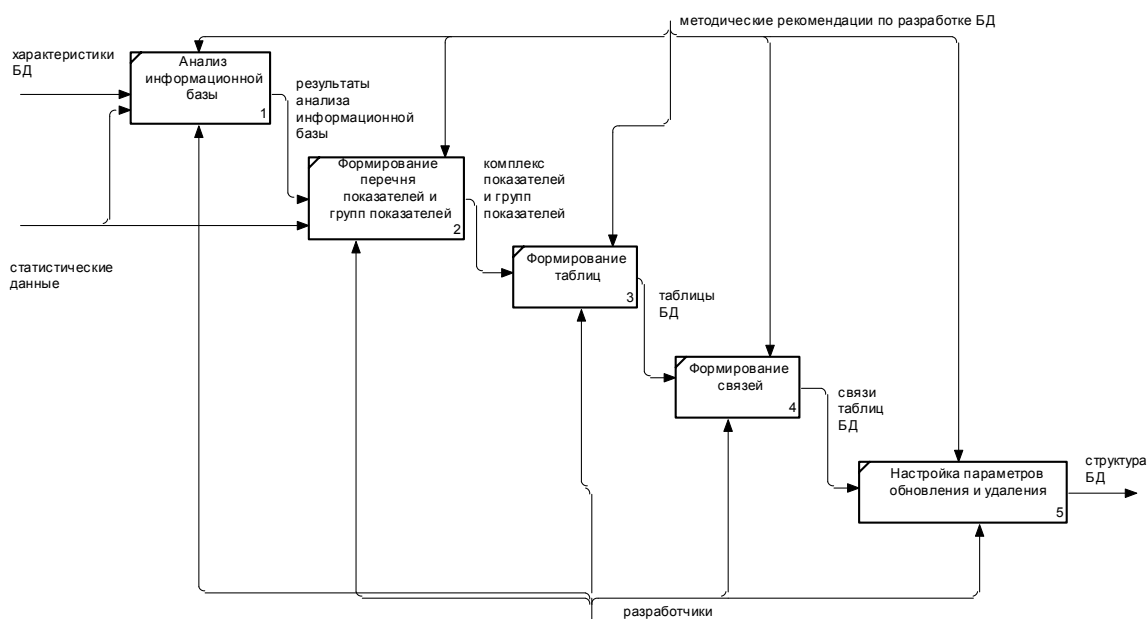 методические рекомендации по разработке БД
характеристики
БД
Анализ
информационной
базы
1
результаты
анализа
информационной
базы
Формирование
перечня
показателей и
групп показателей
2
комплекс
показателей
и групп
показателей
статистические
данные
Формирование
таблиц
3
таблицы
БД
Формирование
связей
4
связи
таблиц
БД
Настройка параметров
обновления и удаления
5
структура
БД
разработчики